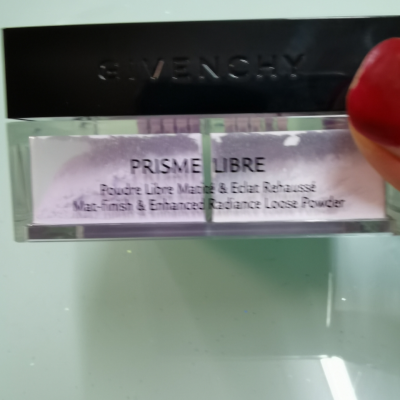 GIVENCHY
PRISME LIBRE
Poudre Libre Matité & Eclat Rehaussé
Mat-finish & Enhanced Radiance Loose Powder